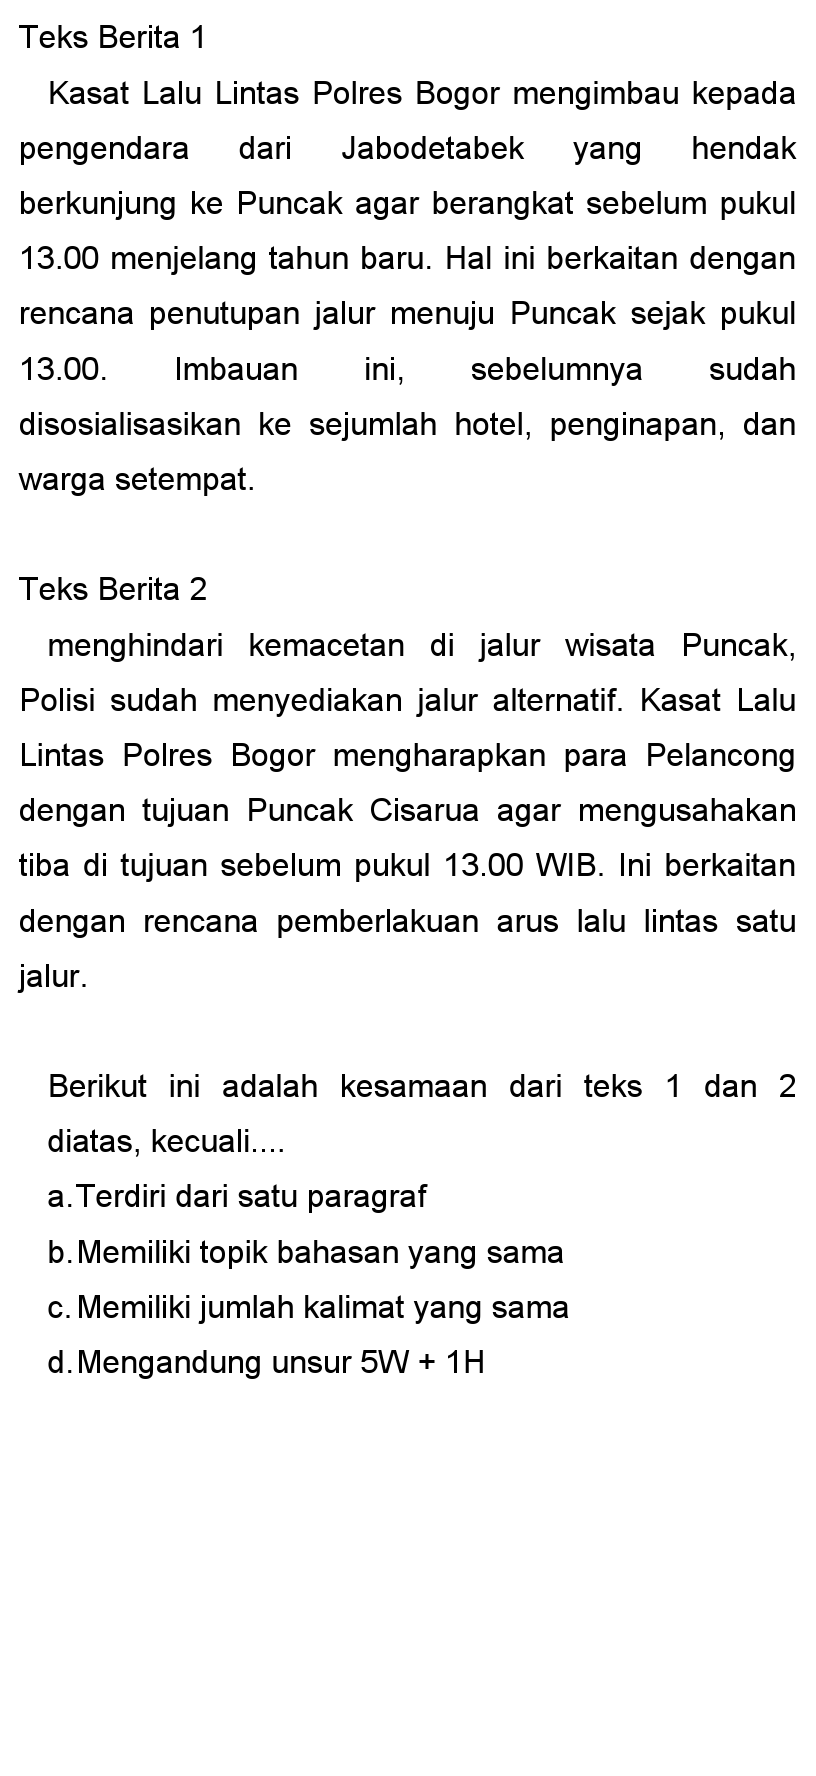 Teks Berita 1
Kasat Lalu Lintas Polres Bogor mengimbau kepada
pengendara dari Jabodetabek yang hendak
berkunjung ke Puncak agar berangkat sebelum pukul
13.00 menjelang tahun baru. Hal ini berkaitan dengan
rencana penutupan jalur menuju Puncak sejak pukul
13.00. Imbauan ini, sebelumnya sudah
disosialisasikan ke sejumlah hotel, penginapan, dan
warga setempat.
Teks Berita 2
menghindari kemacetan di jalur wisata Puncak,
Polisi sudah menyediakan jalur alternatif. Kasat Lalu
Lintas Polres Bogor mengharapkan para Pelancong
dengan tujuan Puncak Cisarua agar mengusahakan
tiba di tujuan sebelum pukul 13.00 WIB. Ini berkaitan
dengan rencana pemberlakuan arus lalu lintas satu
jalur.
Berikut ini adalah kesamaan dari teks 1 dan 2
diatas, kecuali....
a.Terdiri dari satu paragraf
b.Memiliki topik bahasan yang sama
c.Memiliki jumlah kalimat yang sama
d.Mengandung unsur 5W + 1H